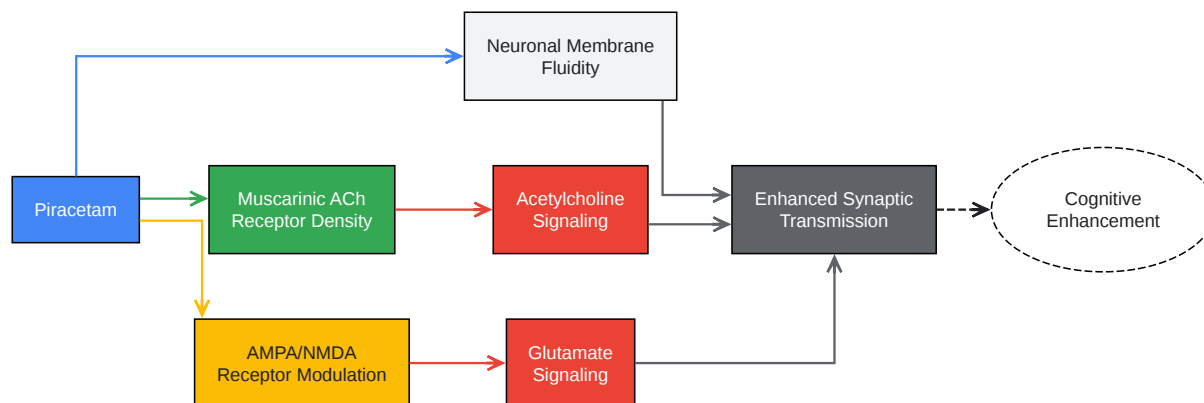 Neuronal Membrane
Fluidity
Piracetam
Muscarinic ACh
Receptor Density
Acetylcholine
Signaling
Enhanced Synaptic
Transmission
Cognitive
Enhancement
AMPA/NMDA
Receptor Modulation
Glutamate
Signaling